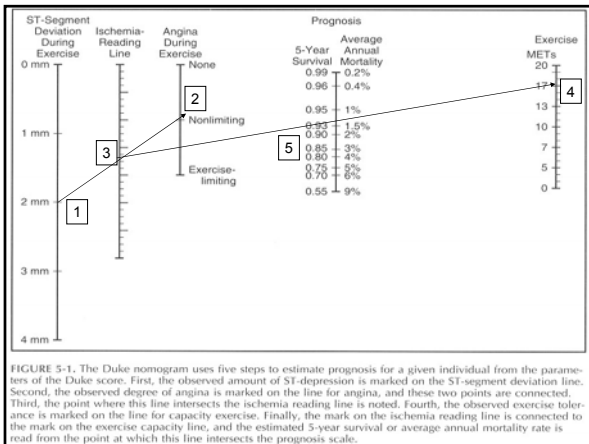 Prognosis
ST-Segment
Deviation
During
Exercise
Ischemia-
Reading
Line
Angina
During
Exercise
5-Year
Survival
Average
Annual
Mortality
Exercise
METs
0 mm
1 mm
2 mm
3 mm
4 mm
None
Nonlimiting
Exercise-
limiting
0.99 0.2%
0.96 0.4%
0.95 1%
0.93 1.5%
0.90 2%
0.85 3%
0.80 4%
0.75 5%
0.70 6%
0.55 9%
20
17
13
10
7
5
0
1
2
3
4
5
FIGURE 5-1. The Duke nomogram uses five steps to estimate prognosis for a given individual from the parame-
ters of the Duke score. First, the observed amount of ST-depression is marked on the ST-segment deviation line.
Second, the observed degree of angina is marked on the line for angina, and these two points are connected.
Third, the point where this line intersects the ischemia reading line is noted. Fourth, the observed exercise toler-
ance is marked on the line for capacity exercise. Finally, the mark on the ischemia reading line is connected to
the mark on the exercise capacity line, and the estimated 5-year survival or average annual mortality rate is
read from the point at which this line intersects the prognosis scale.